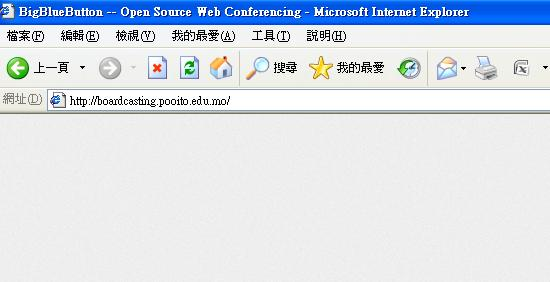 BigBlueButton -- Open Source Web Conferencing - Microsoft Internet Explorer
檔案(F) 編輯(E) 檢視(V) 我的最愛(A) 工具(T) 說明(H)
上一頁 搜尋 我的最愛
網址(D) http://boardcasting.pooito.edu.mo/